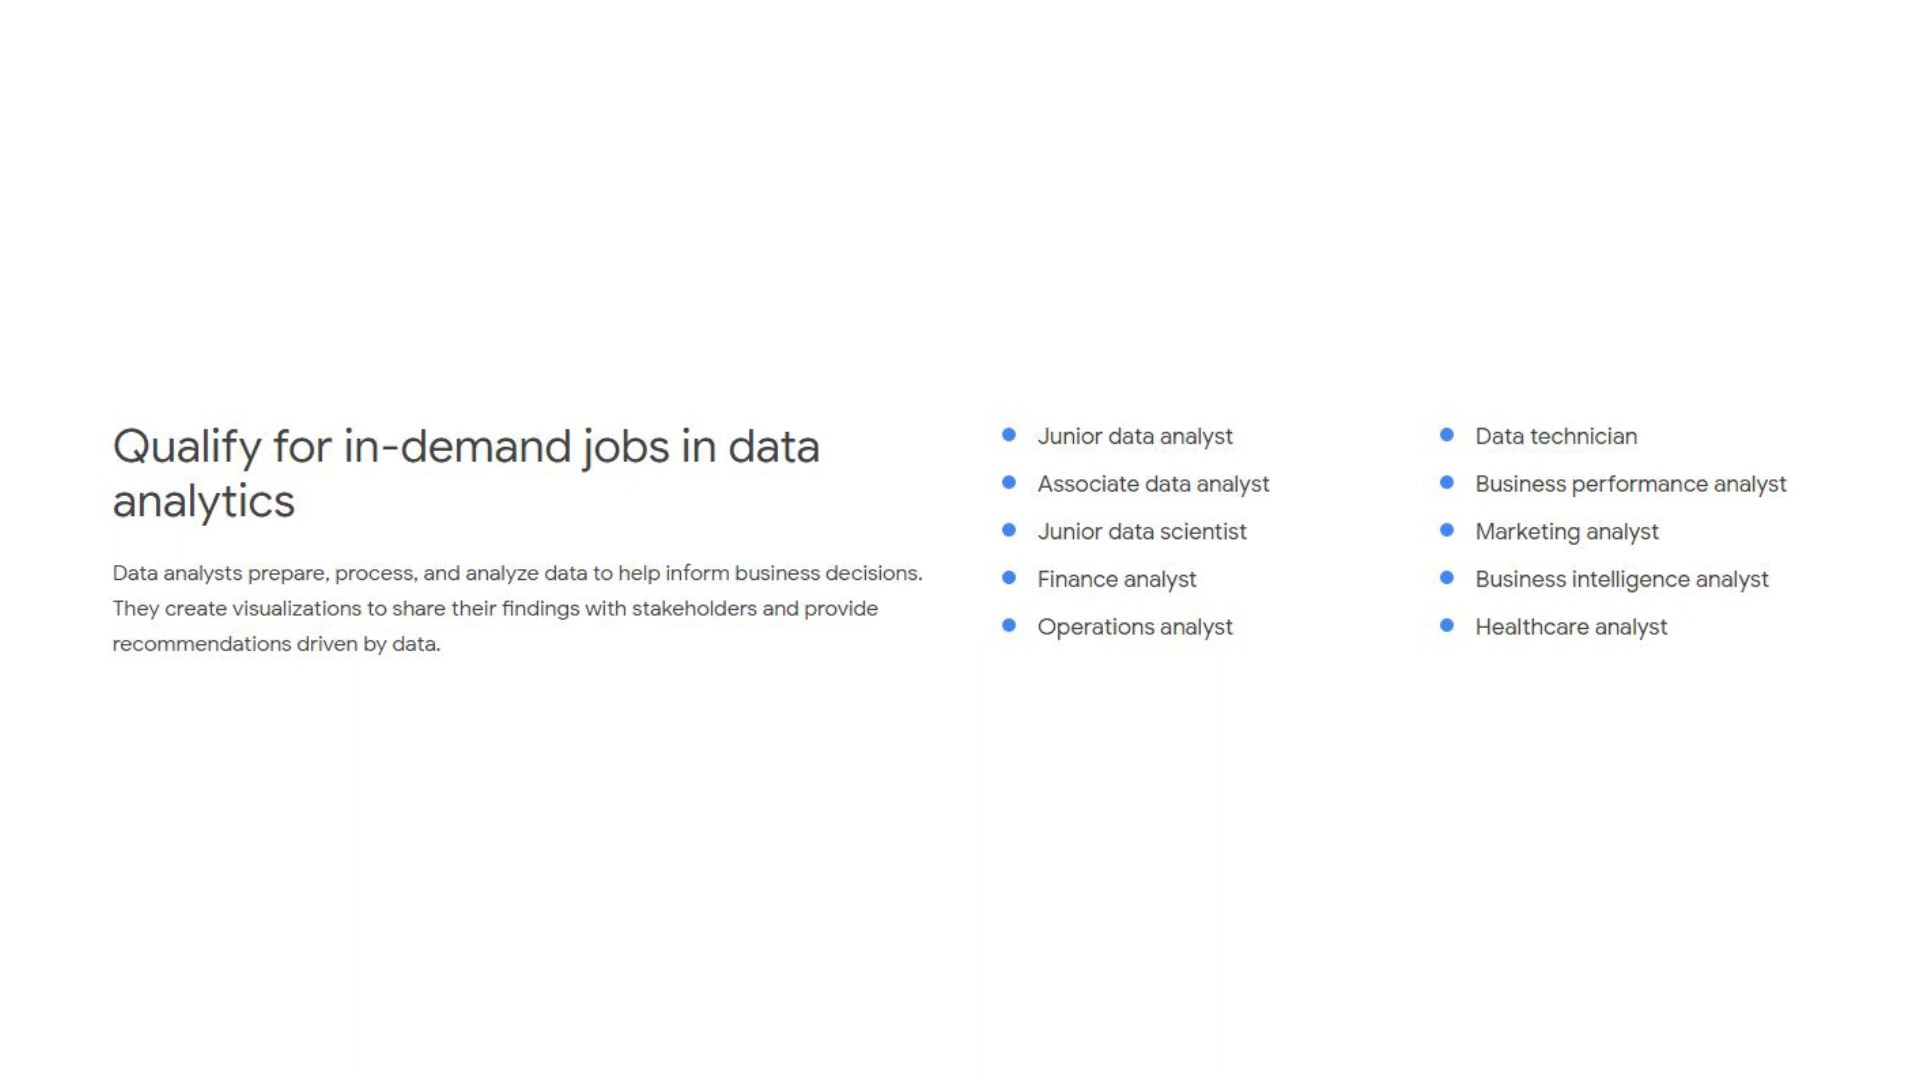 Qualify for in-demand jobs in data
analytics
Data analysts prepare, process, and analyze data to help inform business decisions.
They create visualizations to share their findings with stakeholders and provide
recommendations driven by data.
Junior data analyst
Associate data analyst
Junior data scientist
Finance analyst
Operations analyst
Data technician
Business performance analyst
Marketing analyst
Business intelligence analyst
Healthcare analyst